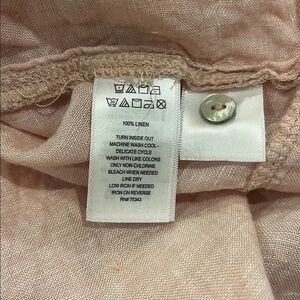 100% LINEN
TURN INSIDE OUT
MACHINE WASH COOL -
DELICATE CYCLE
WASH WITH LIKE COLORS
ONLY NON-CHLORINE
BLEACH WHEN NEEDED
LINE DRY
LOW IRON IF NEEDED
IRON ON REVERSE
RN# 75343